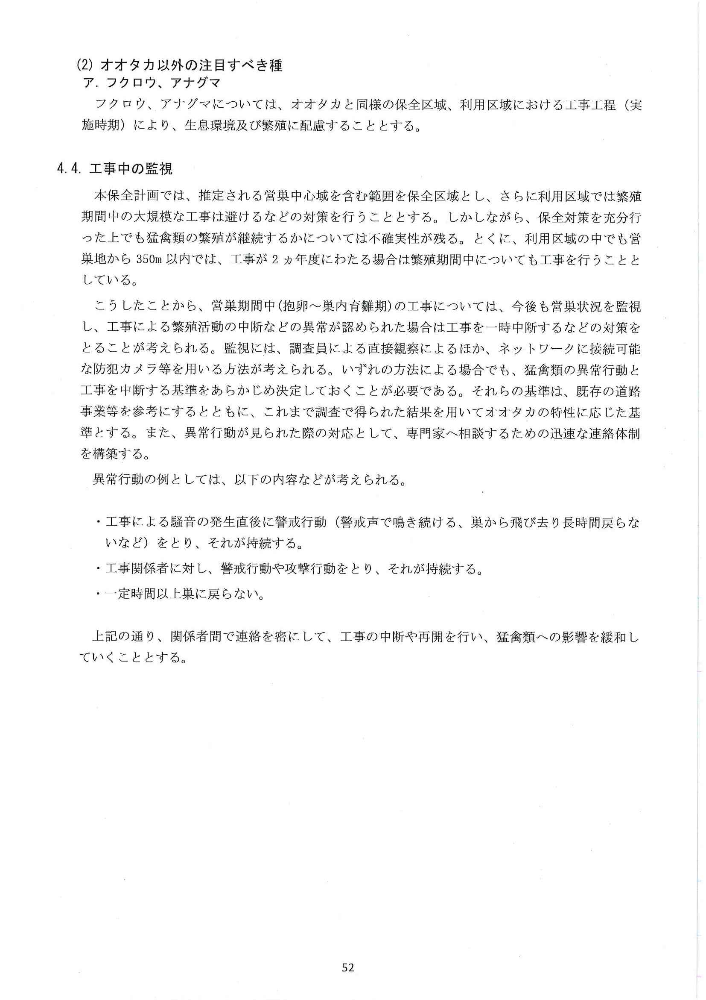 (2) オオタカ以外の注目すべき種
ア. フクロウ、アナグマ
フクロウ、アナグマについては、オオタカと同様の保全区域、利用区域における工事工程（実
施時期）により、生息環境及び繁殖に配慮することとする。
4.4. 工事中の監視
本保全計画では、推定される営巣中心域を含む範囲を保全区域とし、さらに利用区域では繁殖
期間中の大規模な工事は避けるなどの対策を行うこととする。しかしながら、保全対策を充分行
った上でも猛禽類の繁殖が継続するかについては不確実性が残る。とくに、利用区域の中でも営
巣地から 350m 以内では、工事が 2 ヵ年度にわたる場合は繁殖期間中についても工事を行うことと
している。
こうしたことから、営巣期間中(抱卵～巣内育雛期)の工事については、今後も営巣状況を監視
し、工事による繁殖活動の中断などの異常が認められた場合は工事を一時中断するなどの対策を
とることが考えられる。監視には、調査員による直接観察によるほか、ネットワークに接続可能
な防犯カメラ等を用いる方法が考えられる。いずれの方法による場合でも、猛禽類の異常行動と
工事を中断する基準をあらかじめ決定しておくことが必要である。それらの基準は、既存の道路
事業等を参考にするとともに、これまで調査で得られた結果を用いてオオタカの特性に応じた基
準とする。また、異常行動が見られた際の対応として、専門家へ相談するための迅速な連絡体制
を構築する。
異常行動の例としては、以下の内容などが考えられる。
・工事による騒音の発生直後に警戒行動（警戒声で鳴き続ける、巣から飛び去り長時間戻らな
いなど）をとり、それが持続する。
・工事関係者に対し、警戒行動や攻撃行動をとり、それが持続する。
・一定時間以上巣に戻らない。
上記の通り、関係者間で連絡を密にして、工事の中断や再開を行い、猛禽類への影響を緩和し
ていくこととする。
52